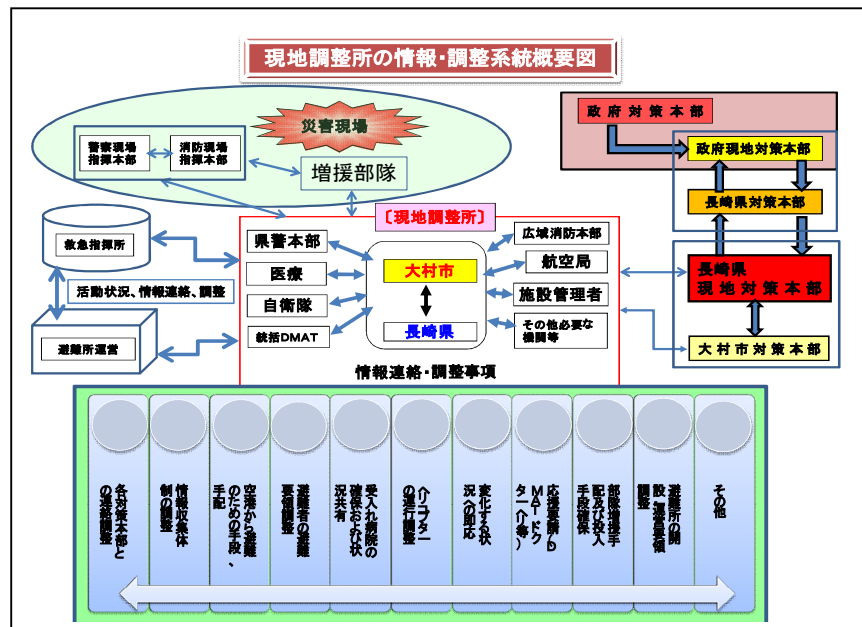 現地調整所の情報・調整系統概要図
災害現場
警察現場
指揮本部
消防現場
指揮本部
増援部隊
政府対策本部
政府現地対策本部
長崎県対策本部
長崎県
現地対策本部
大村市対策本部
〔現地調整所〕
救急指揮所
活動状況、情報連絡、調整
避難所運営
県警本部
医療
自衛隊
統括DMAT
大村市
長崎県
広域消防本部
航空局
施設管理者
その他必要な
機関等
情報連絡・調整事項
各対策本部と
の連絡調整
情報収集体
制の調整
空港から避難
のための手段、
手配
避難者の避難
要領調整
受入れ病院の
確保および状
況共有
ヘリコプター
の運行調整
変化する状
況への即応
応援要請(D
MAT・ドク
ターヘリ等)
部隊増援手
配及び投入
手段確保
避難所の開
設・運営要領
調整
その他